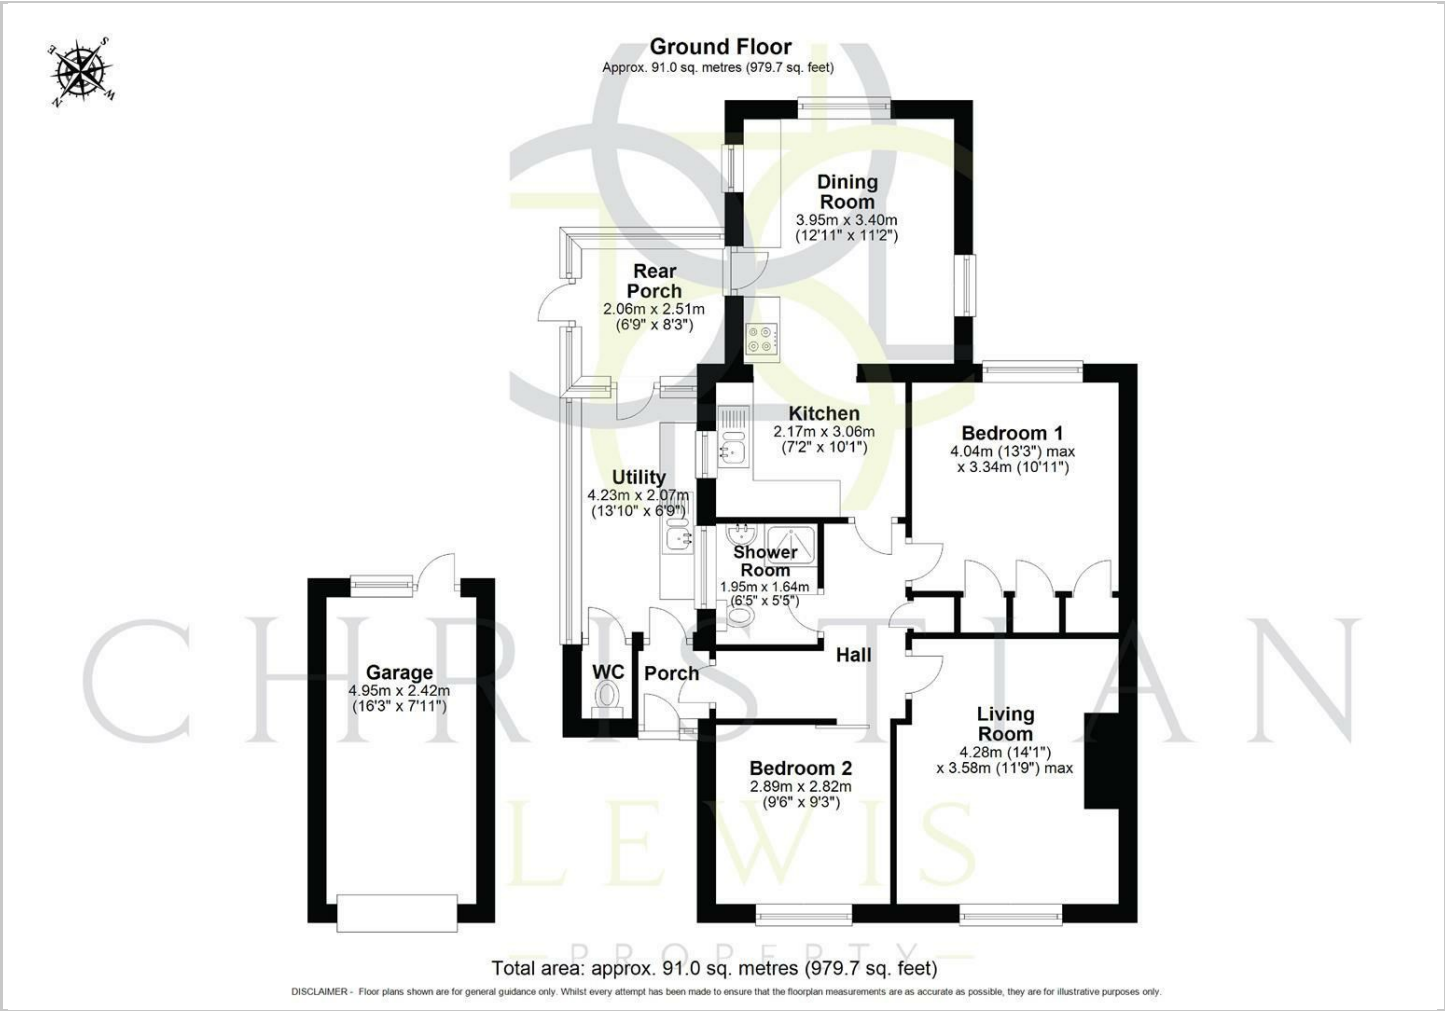 Ground Floor
Approx. 91.0 sq. metres (979.7 sq. feet)
S
E
W
N
Dining
Room
3.95m x 3.40m
(12'11" x 11'2")
Rear
Porch
2.06m x 2.51m
(6'9" x 8'3")
Kitchen
2.17m x 3.06m
(7'2" x 10'1")
Bedroom 1
4.04m (13'3") max
x 3.34m (10'11")
Utility
4.23m x 2.07m
(13'10" x 6'9")
Shower
Room
1.95m x 1.64m
(6'5" x 5'5")
Hall
WC
Porch
Garage
4.95m x 2.42m
(16'3" x 7'11")
Living
Room
4.28m (14'1")
x 3.58m (11'9") max
Bedroom 2
2.89m x 2.82m
(9'6" x 9'3")
CHRISTIAN
LEWIS
PROPERTY
Total area: approx. 91.0 sq. metres (979.7 sq. feet)
DISCLAIMER - Floor plans shown are for general guidance only. Whilst every attempt has been made to ensure that the floorplan measurements are as accurate as possible, they are for illustrative purposes only.